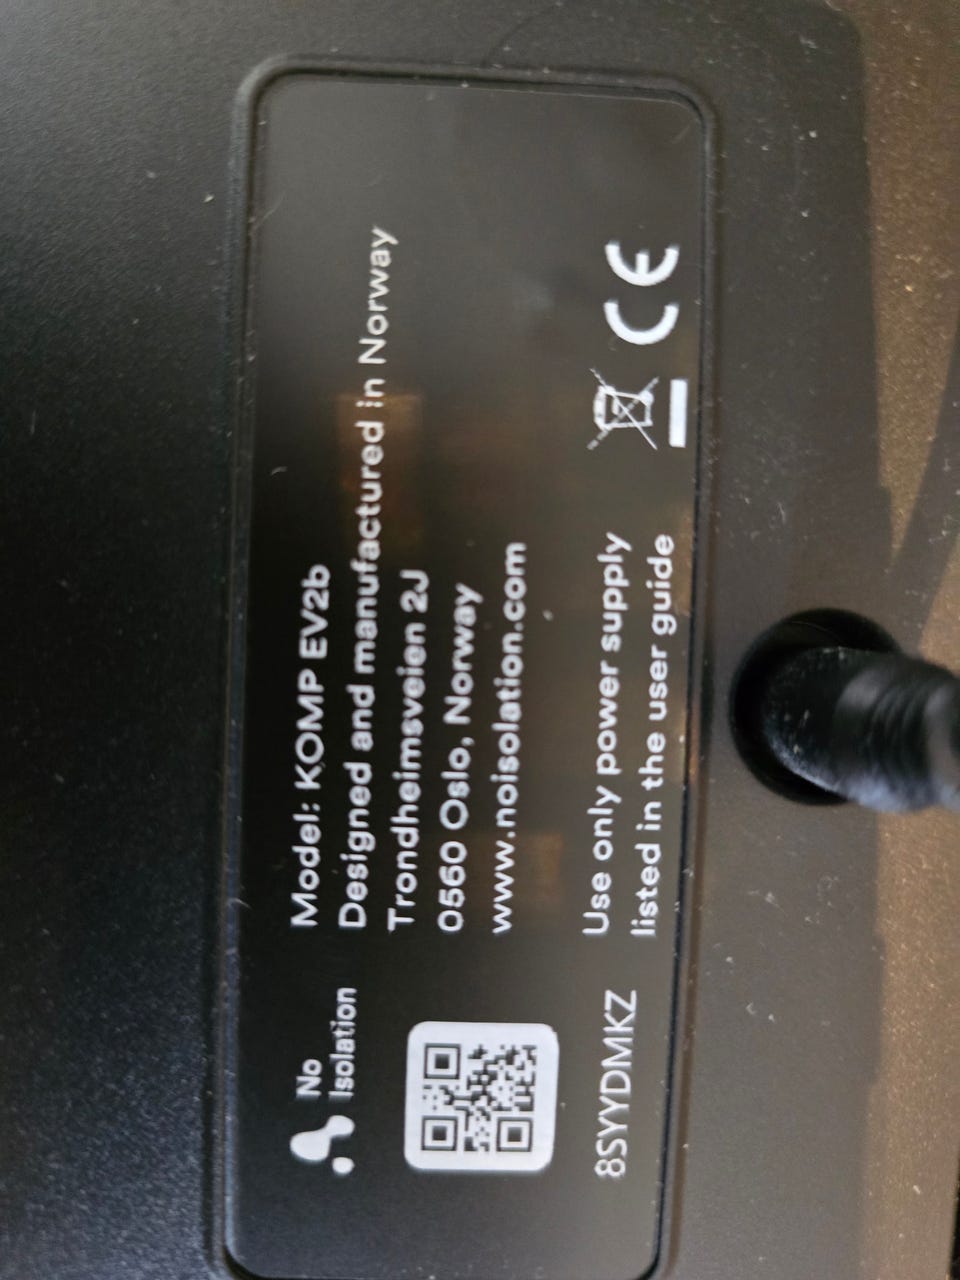 No
Isolation
Model: KOMP EV2b
Designed and manufactured in Norway
Trondheimsveien 2J
0560 Oslo, Norway
www.noisolation.com
8SYYDMKZ
Use only power supply
listed in the user guide
CE